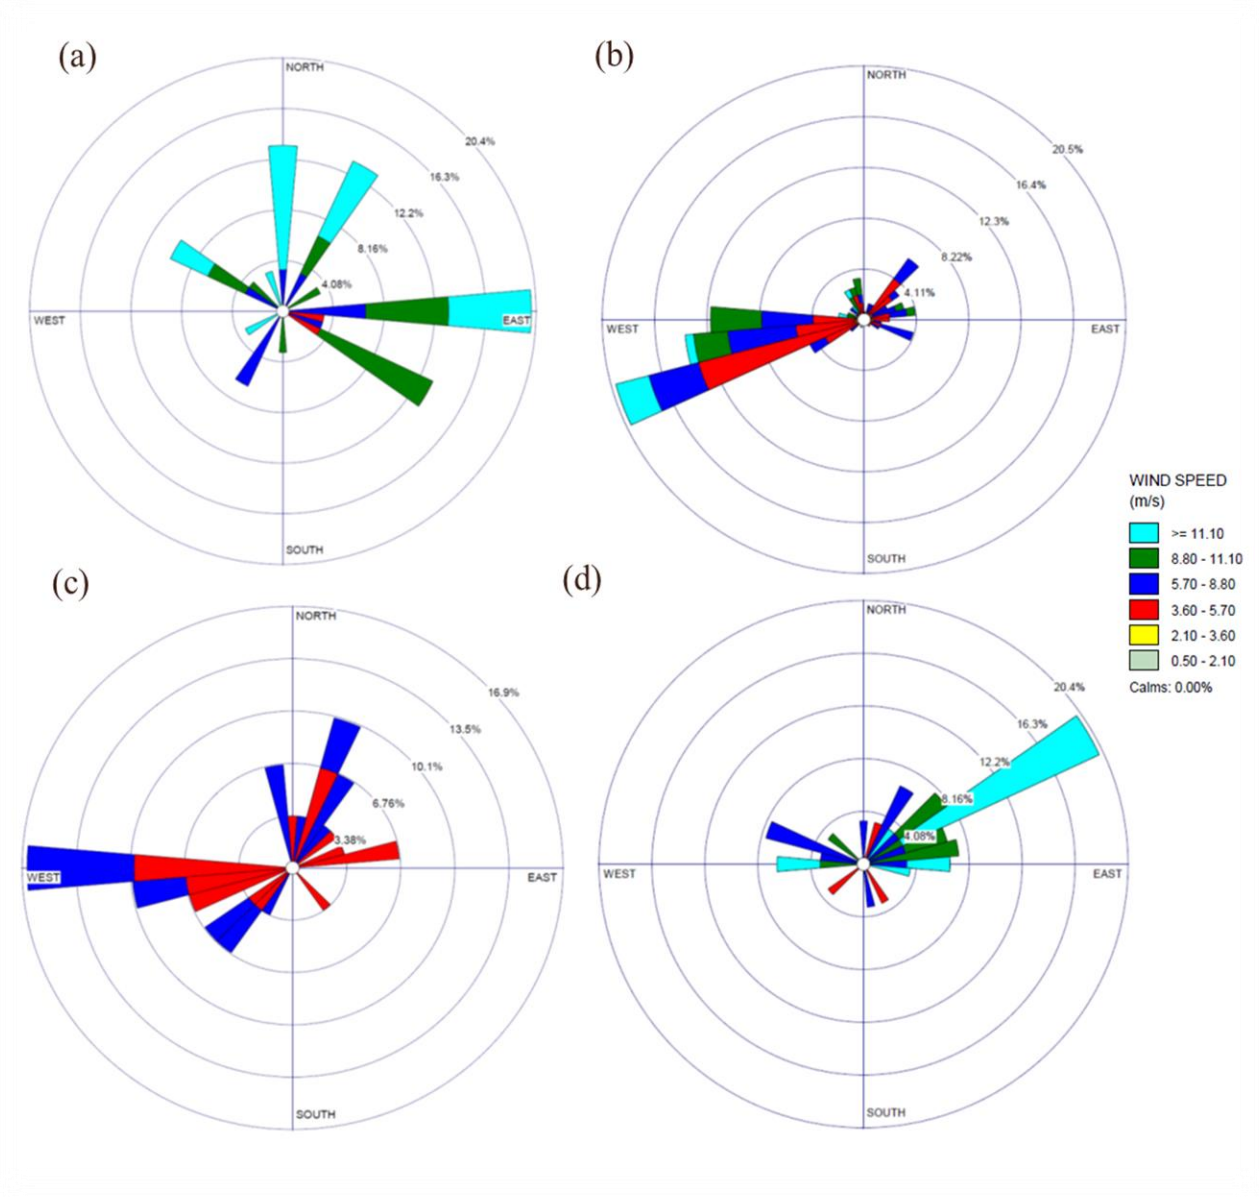 (a)
NORTH
20.4%
16.3%
12.2%
8.16%
4.08%
WEST
EAST
SOUTH
(b)
NORTH
20.5%
16.4%
12.3%
8.22%
4.11%
WEST
EAST
SOUTH
WIND SPEED
(m/s)
>= 11.10
8.80 - 11.10
5.70 - 8.80
3.60 - 5.70
2.10 - 3.60
0.50 - 2.10
Calms: 0.00%
(c)
NORTH
16.9%
13.5%
10.1%
6.76%
3.38%
WEST
EAST
SOUTH
(d)
NORTH
20.4%
16.3%
12.2%
8.16%
4.08%
WEST
EAST
SOUTH